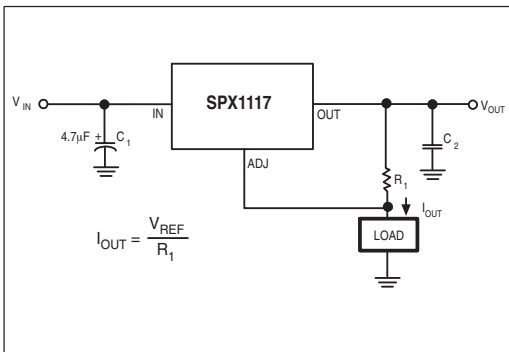 V_IN
IN
SPX1117
OUT
V_OUT
4.7μF + C_1
C_2
ADJ
R_1
I_OUT
LOAD
I_OUT = V_REF / R_1